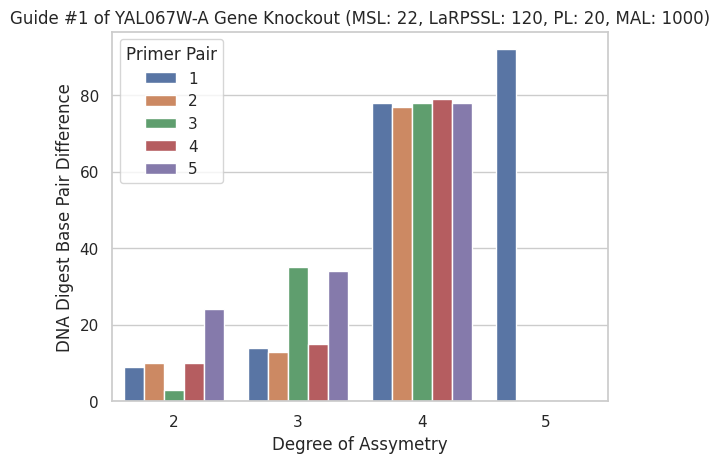 Guide #1 of YAL067W-A Gene Knockout (MSL: 22, LaRPSSL: 120, PL: 20, MAL: 1000)
Primer Pair
1
2
3
4
5
DNA Digest Base Pair Difference
80
60
40
20
0
2 3 4 5
Degree of Assymetry